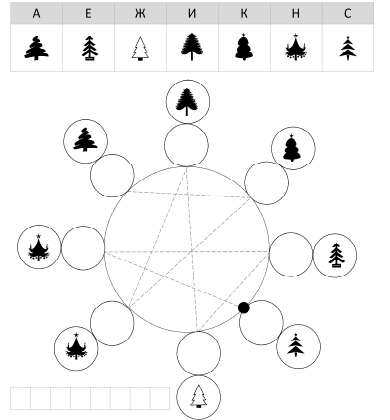 А Е Ж И К Н С